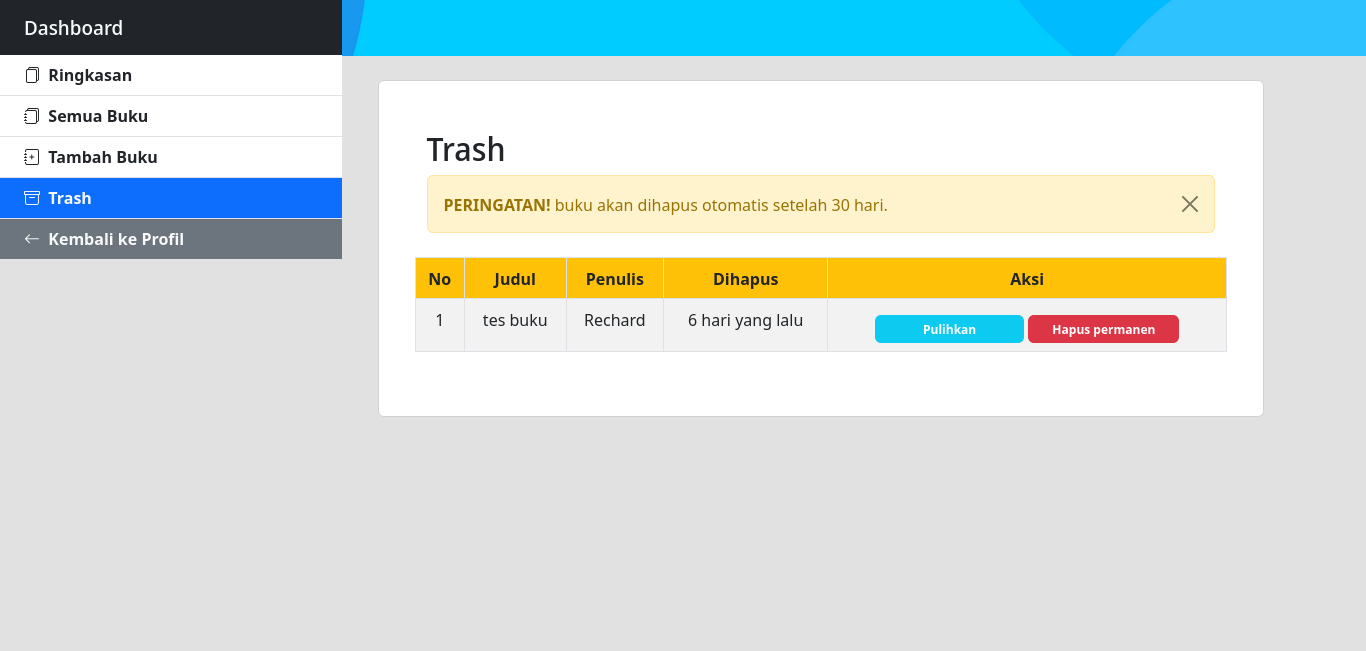 Dashboard
Ringkasan
Semua Buku
Tambah Buku
Trash
Kembali ke Profil
Trash
PERINGATAN! buku akan dihapus otomatis setelah 30 hari.
No Judul Penulis Dihapus Aksi
1 tes buku Rechard 6 hari yang lalu Pulihkan Hapus permanen